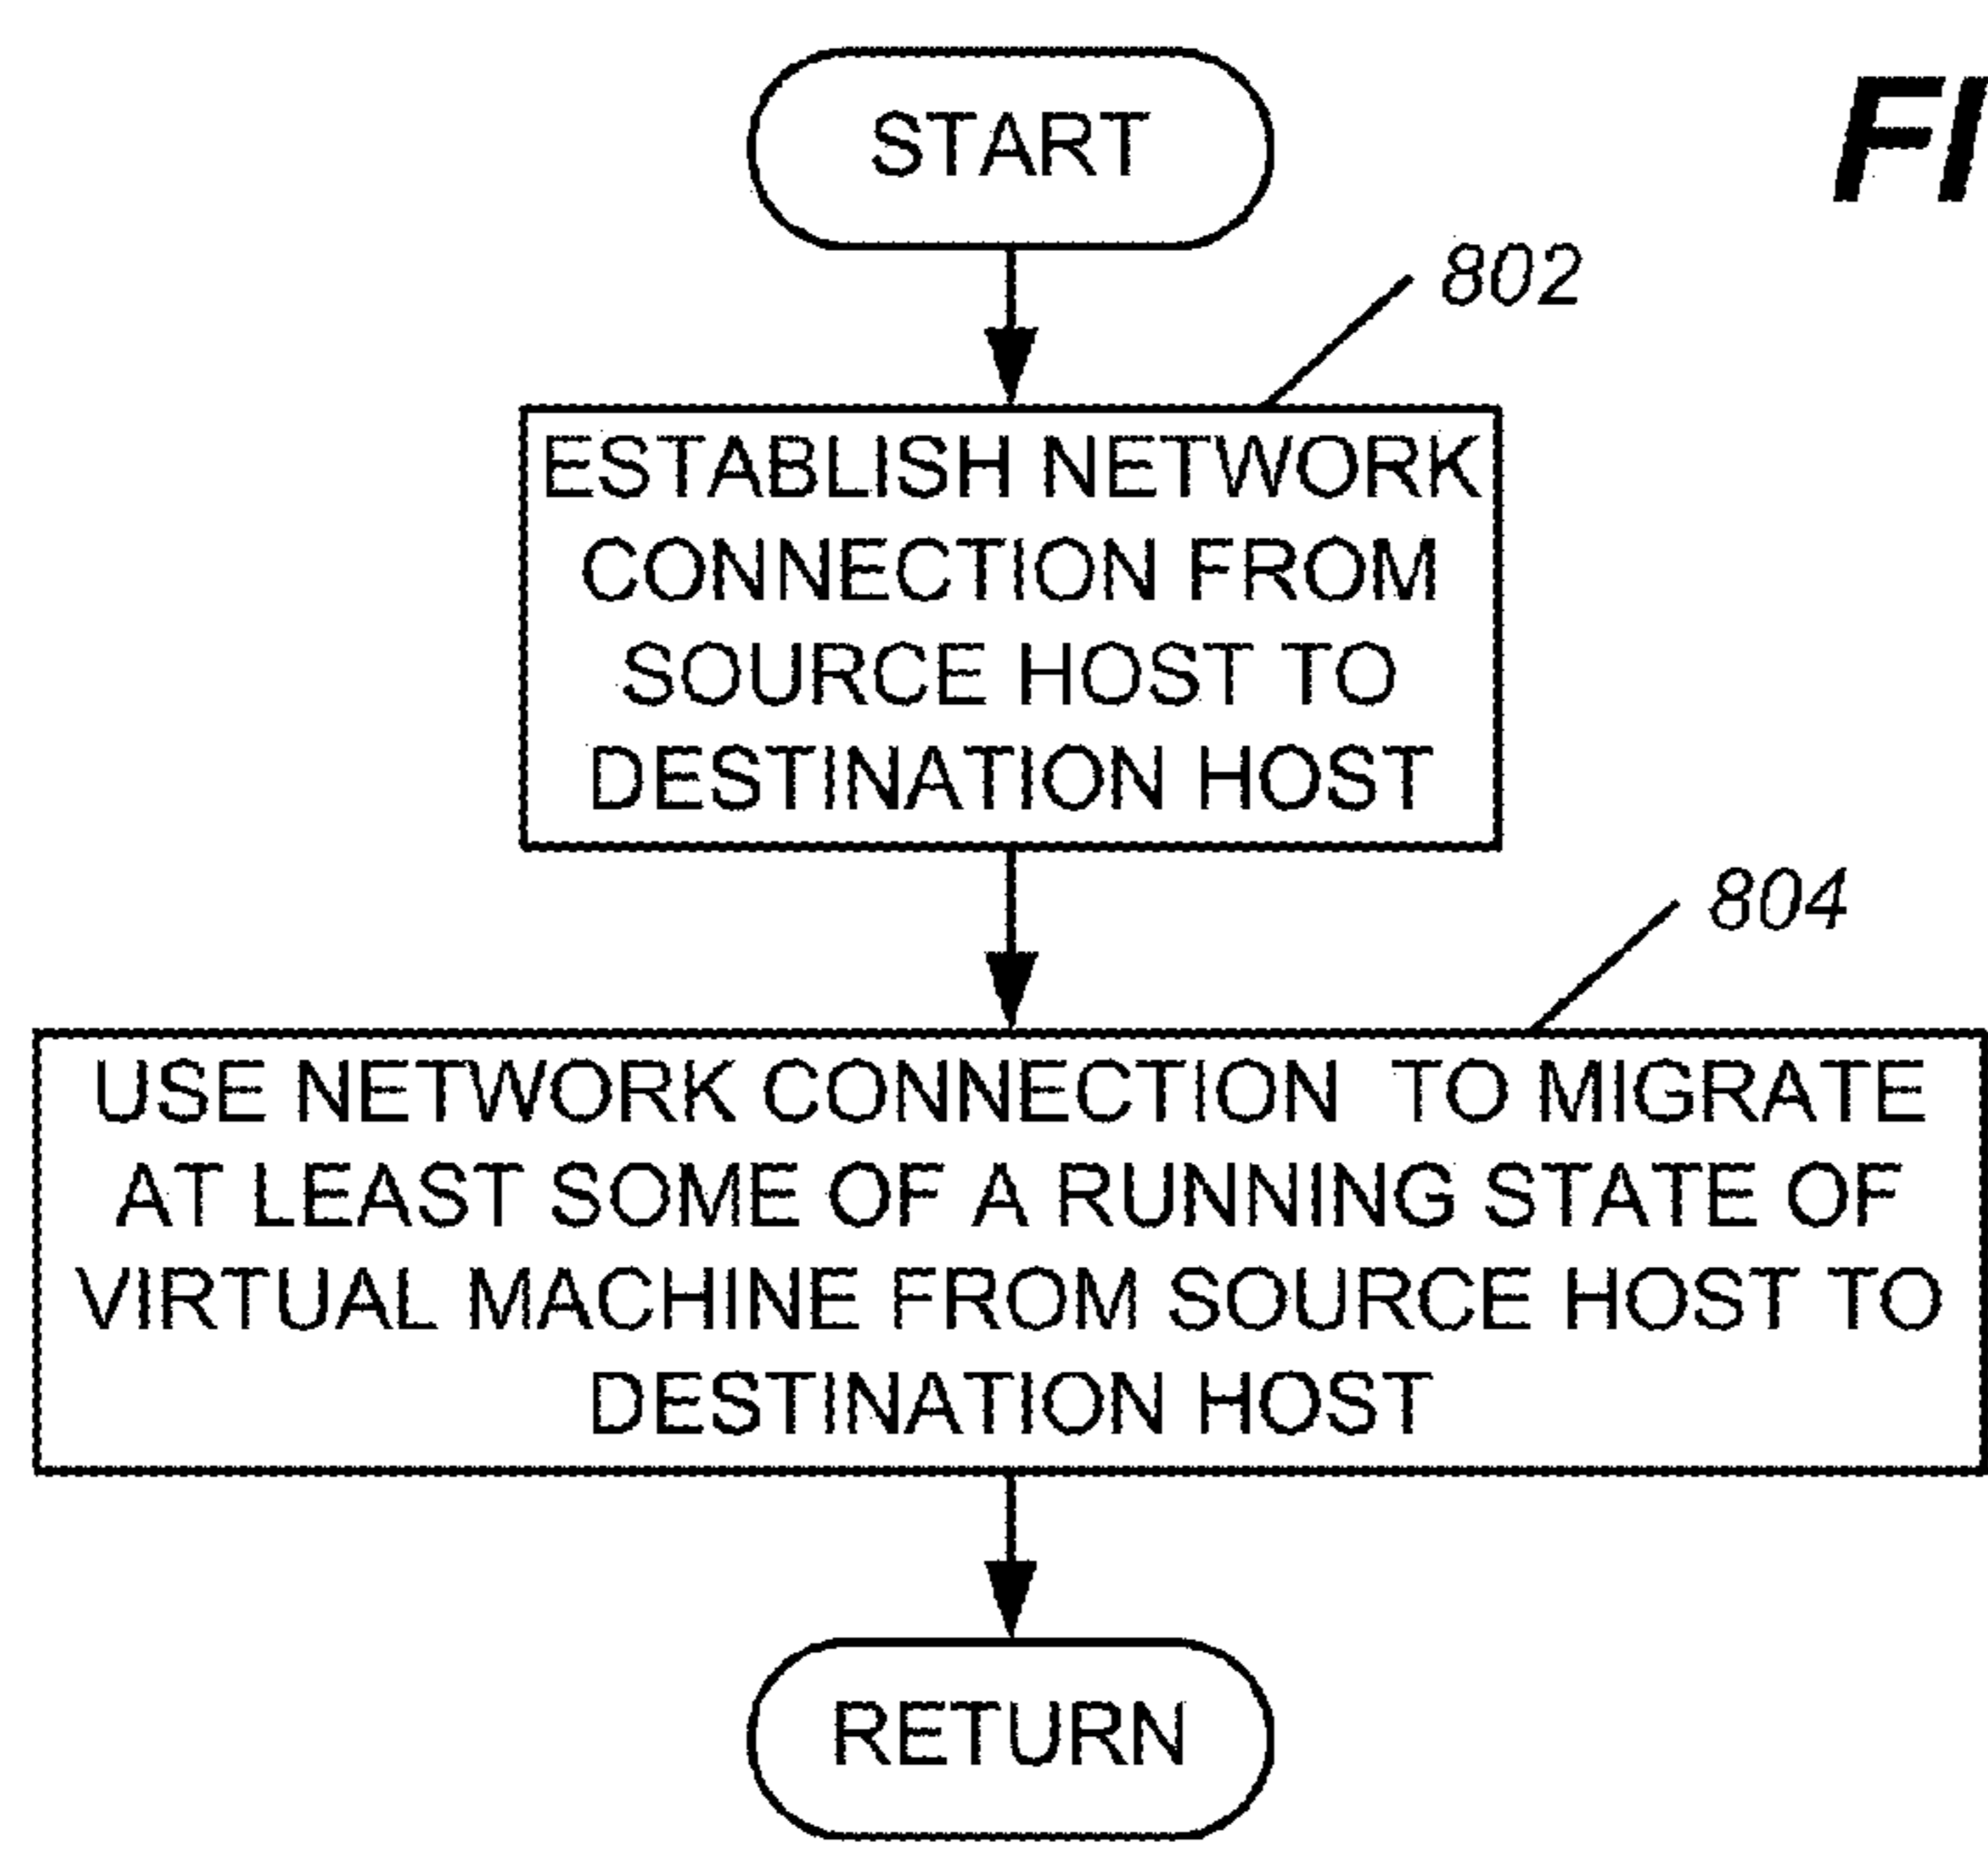 START
FI
802
ESTABLISH NETWORK
CONNECTION FROM
SOURCE HOST TO
DESTINATION HOST
804
USE NETWORK CONNECTION TO MIGRATE
AT LEAST SOME OF A RUNNING STATE OF
VIRTUAL MACHINE FROM SOURCE HOST TO
DESTINATION HOST
RETURN